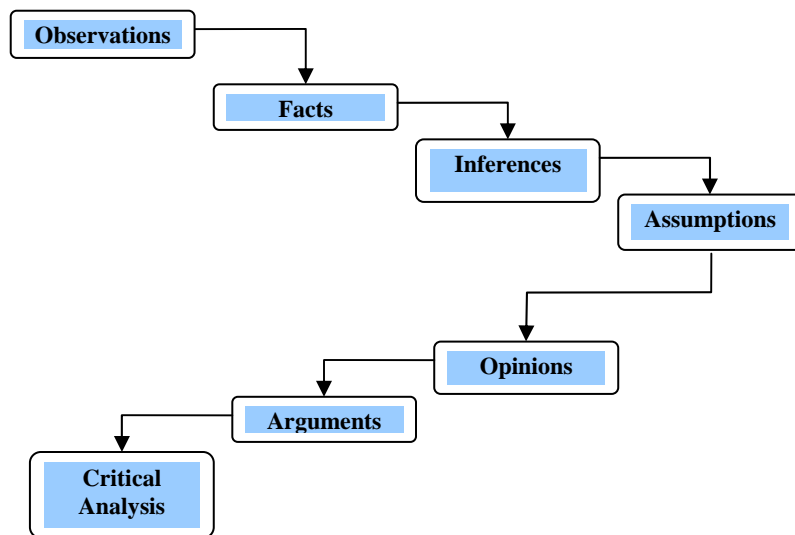 Observations
Facts
Inferences
Assumptions
Opinions
Arguments
Critical
Analysis